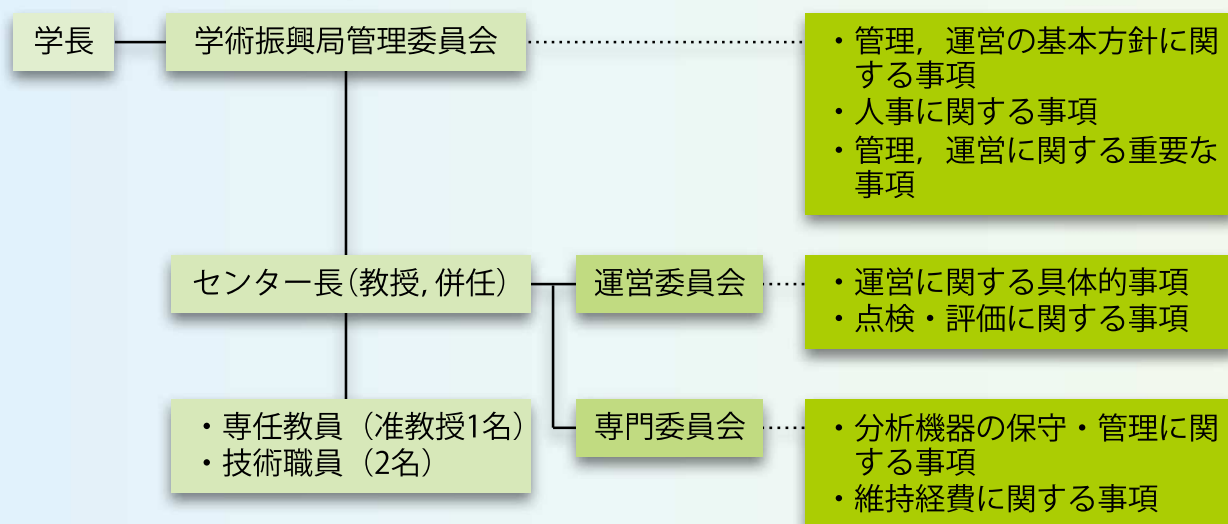 学長
学術振興局管理委員会
・管理，運営の基本方針に関
する事項
・人事に関する事項
・管理，運営に関する重要な
事項
センター長（教授，併任）
運営委員会
・運営に関する具体的事項
・点検・評価に関する事項
・専任教員（准教授1名）
・技術職員（2名）
専門委員会
・分析機器の保守・管理に関
する事項
・維持経費に関する事項